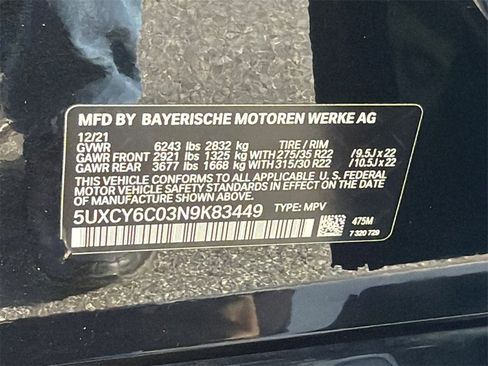 MFD BY BAYERISCHE MOTOREN WERKE AG
12/21
GVWR 6243 lbs 2832 kg TIRE / RIM
GAWR FRONT 2921 lbs 1325 kg WITH 275/35 R22 / 9.5J x 22
GAWR REAR 3677 lbs 1668 kg WITH 315/30 R22 / 10.5J x 22
THIS VEHICLE CONFORMS TO ALL APPLICABLE U.S. FEDERAL
MOTOR VEHICLE SAFETY STANDARDS IN EFFECT ON THE DATE
OF MANUFACTURE SHOWN ABOVE.
5UXCY6C03N9K83449 TYPE: MPV
475M
7 320 729